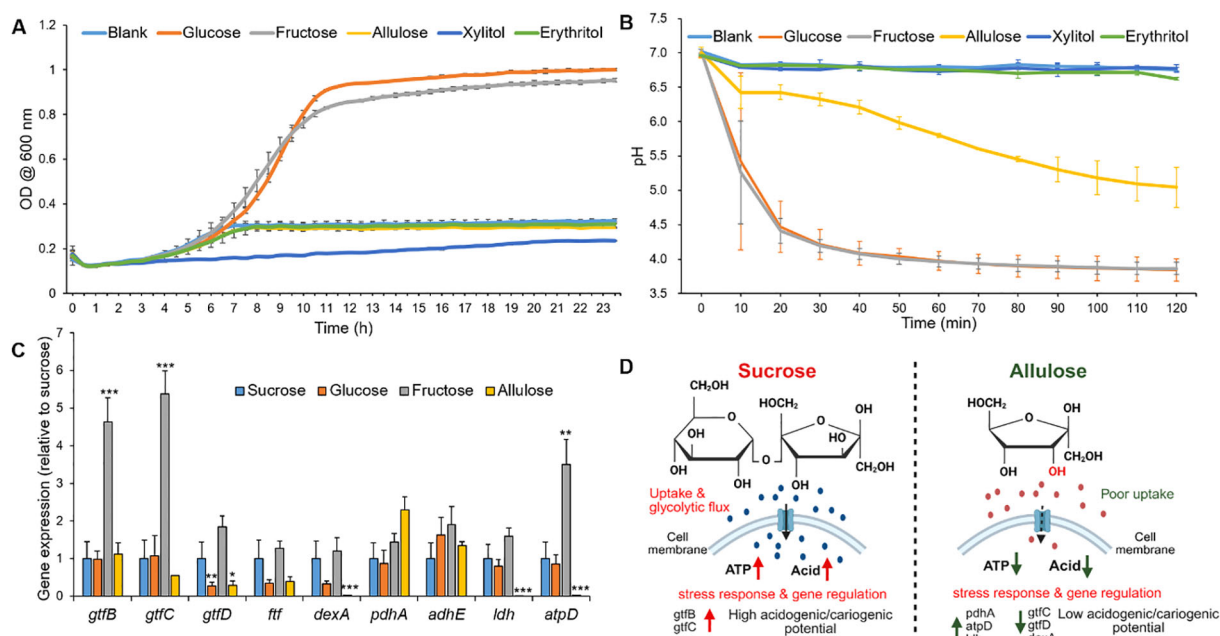 A
Blank Glucose Fructose Allulose Xylitol Erythritol
OD @ 600 nm
1.2
1
0.8
0.6
0.4
0.2
0
0 1 2 3 4 5 6 7 8 9 10 11 12 13 14 15 16 17 18 19 20 21 22 23
Time (h)
B
Blank Glucose Fructose Allulose Xylitol Erythritol
pH
7.5
7.0
6.5
6.0
5.5
5.0
4.5
4.0
3.5
0 10 20 30 40 50 60 70 80 90 100 110 120
Time (min)
C
Gene expression (relative to sucrose)
7
6
5
4
3
2
1
0
Sucrose Glucose Fructose Allulose
***
***
**
*
***
***
**
***
gtfB gtfC gtfD ftf dexA pdhA adhE ldh atpD
D
Sucrose
CH₂OH
O
OH
HO
OH
O
HOCH₂
O
HO
CH₂OH
OH
Uptake &
glycolytic flux
Cell
membrane
ATP
Acid
stress response & gene regulation
gtfB
gtfC
High acidogenic/cariogenic
potential
Allulose
HOCH₂
O
OH
CH₂OH
OH
OH
Poor uptake
Cell
membrane
ATP
Acid
stress response & gene regulation
pdhA
atpD
gtfC
gtfD
Low acidogenic/cariogenic
potential